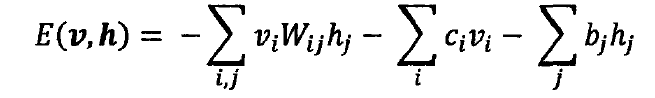 E(v, h) = − ∑_{i,j} v_i W_{ij} h_j − ∑_i c_i v_i − ∑_j b_j h_j